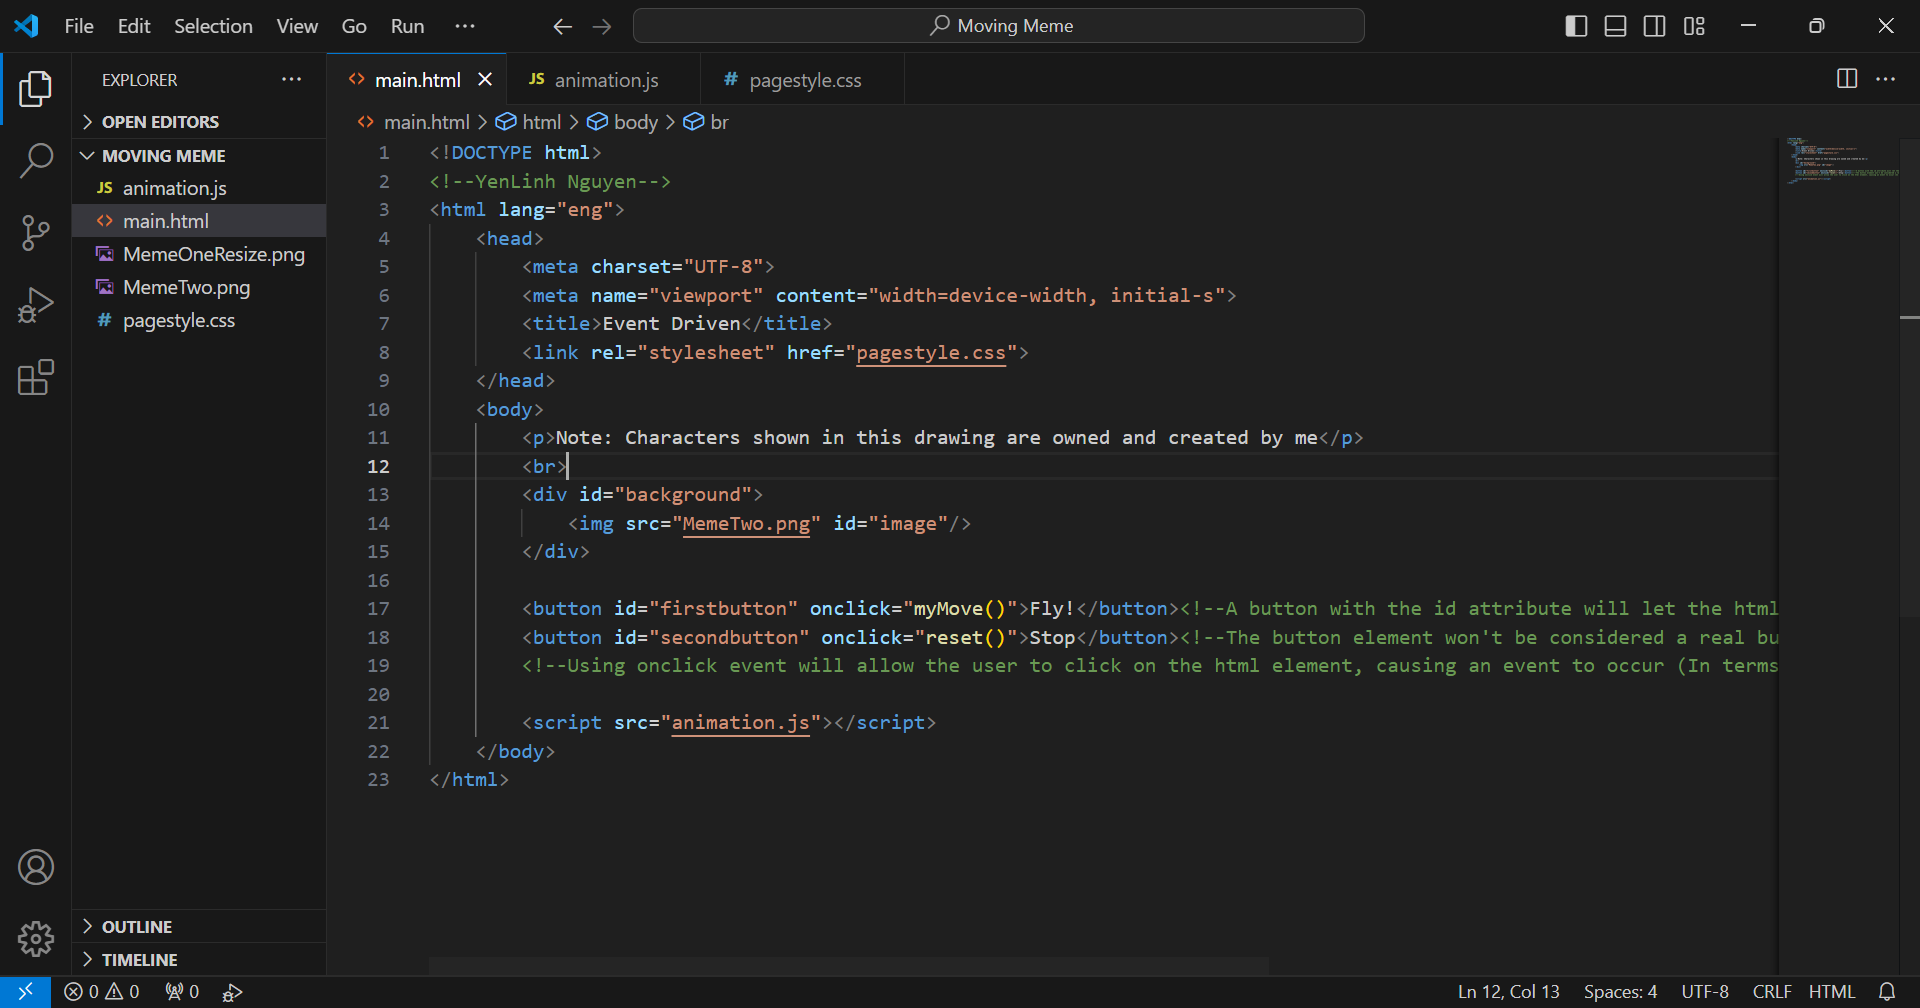 File Edit Selection View Go Run ··· Moving Meme
EXPLORER ···
OPEN EDITORS
MOVING MEME
JS animation.js
<> main.html
MemeOneResize.png
MemeTwo.png
# pagestyle.css
OUTLINE
TIMELINE
<> main.html × JS animation.js # pagestyle.css
<> main.html > html > body > br
1 <!DOCTYPE html>
2 <!--YenLinh Nguyen-->
3 <html lang="eng">
4 <head>
5 <meta charset="UTF-8">
6 <meta name="viewport" content="width=device-width, initial-s">
7 <title>Event Driven</title>
8 <link rel="stylesheet" href="pagestyle.css">
9 </head>
10 <body>
11 <p>Note: Characters shown in this drawing are owned and created by me</p>
12 <br>
13 <div id="background">
14 <img src="MemeTwo.png" id="image"/>
15 </div>
16
17 <button id="firstbutton" onclick="myMove()">Fly!</button><!--A button with the id attribute will let the html
18 <button id="secondbutton" onclick="reset()">Stop</button><!--The button element won't be considered a real bu
19 <!--Using onclick event will allow the user to click on the html element, causing an event to occur (In terms
20
21 <script src="animation.js"></script>
22 </body>
23 </html>
0 0 0 Ln 12, Col 13 Spaces: 4 UTF-8 CRLF HTML